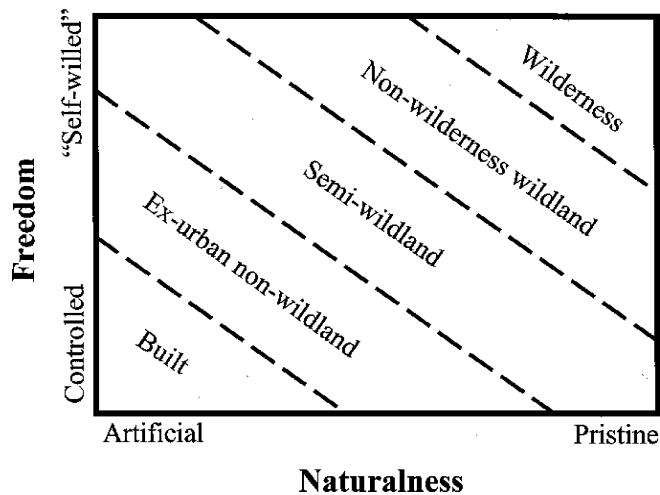 Freedom
"Self-willed"
Controlled
Wilderness
Non-wilderness wildland
Semi-wildland
Ex-urban non-wildland
Built
Artificial
Pristine
Naturalness